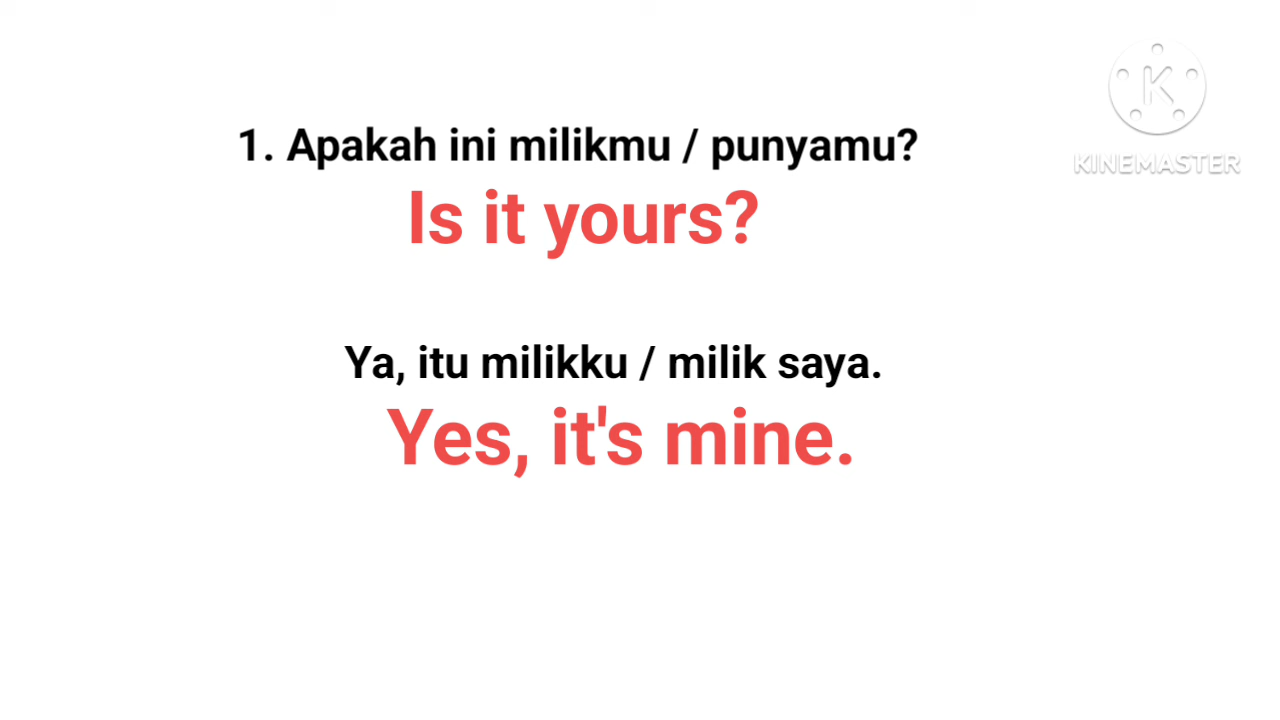 1. Apakah ini milikmu / punyamu?
Is it yours?
Ya, itu milikku / milik saya.
Yes, it's mine.
K
KINEMASTER